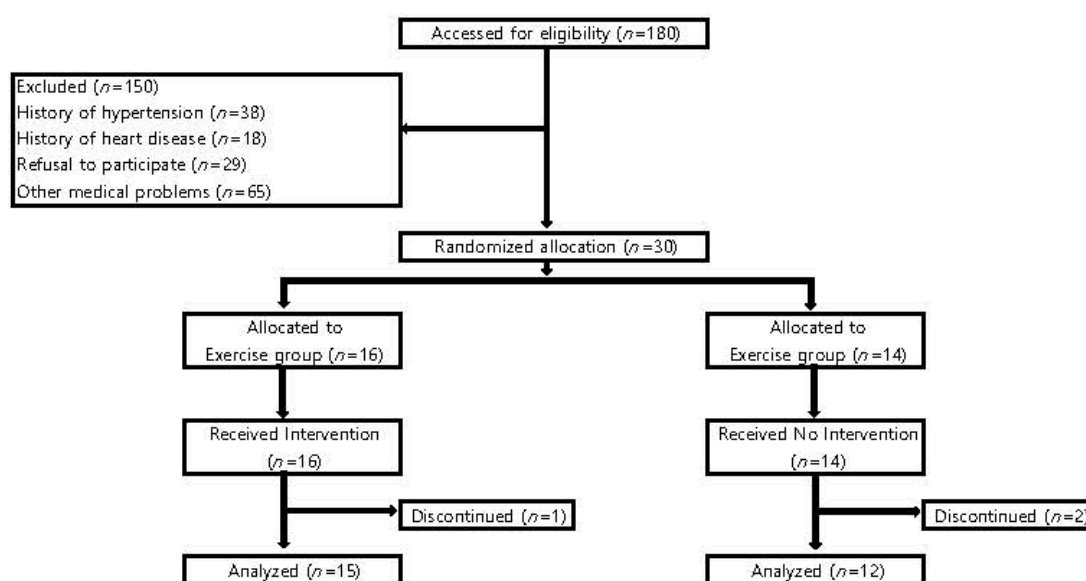 Accessed for eligibility (n=180)
Excluded (n=150)
History of hypertension (n=38)
History of heart disease (n=18)
Refusal to participate (n=29)
Other medical problems (n=65)
Randomized allocation (n=30)
Allocated to
Exercise group (n=16)
Allocated to
Exercise group (n=14)
Received Intervention
(n=16)
Received No Intervention
(n=14)
Discontinued (n=1)
Discontinued (n=2)
Analyzed (n=15)
Analyzed (n=12)